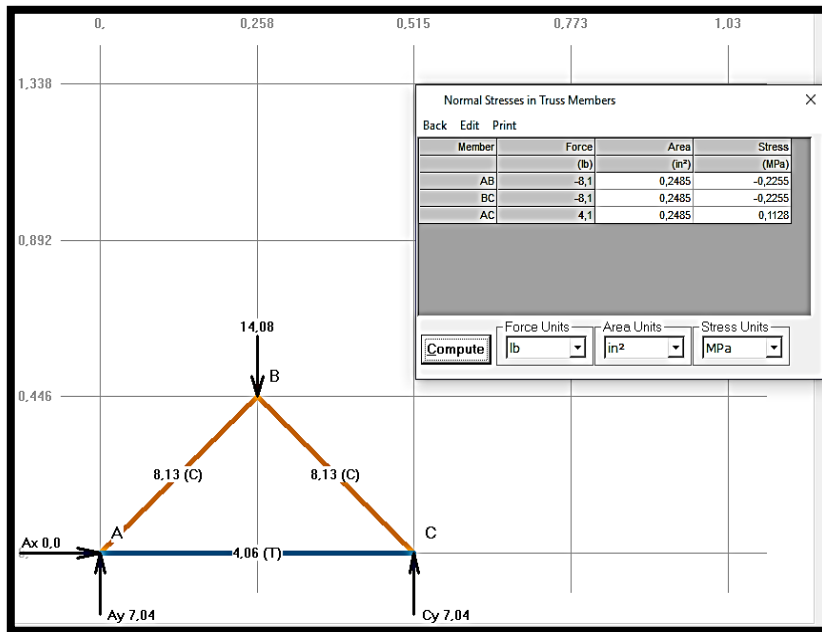 0, 0,258 0,515 0,773 1,03
1,338
Normal Stresses in Truss Members
Back Edit Print
Member Force Area Stress
(lb) (in²) (MPa)
AB -8,1 0,2485 -0,2255
BC -8,1 0,2485 -0,2255
AC 4,1 0,2485 0,1128
0,892
14,08
Force Units Area Units Stress Units
Compute lb in² MPa
B
0,446
8,13 (C) 8,13 (C)
A C
Ax 0,0
0,
4,06 (T)
Ay 7,04 Cy 7,04